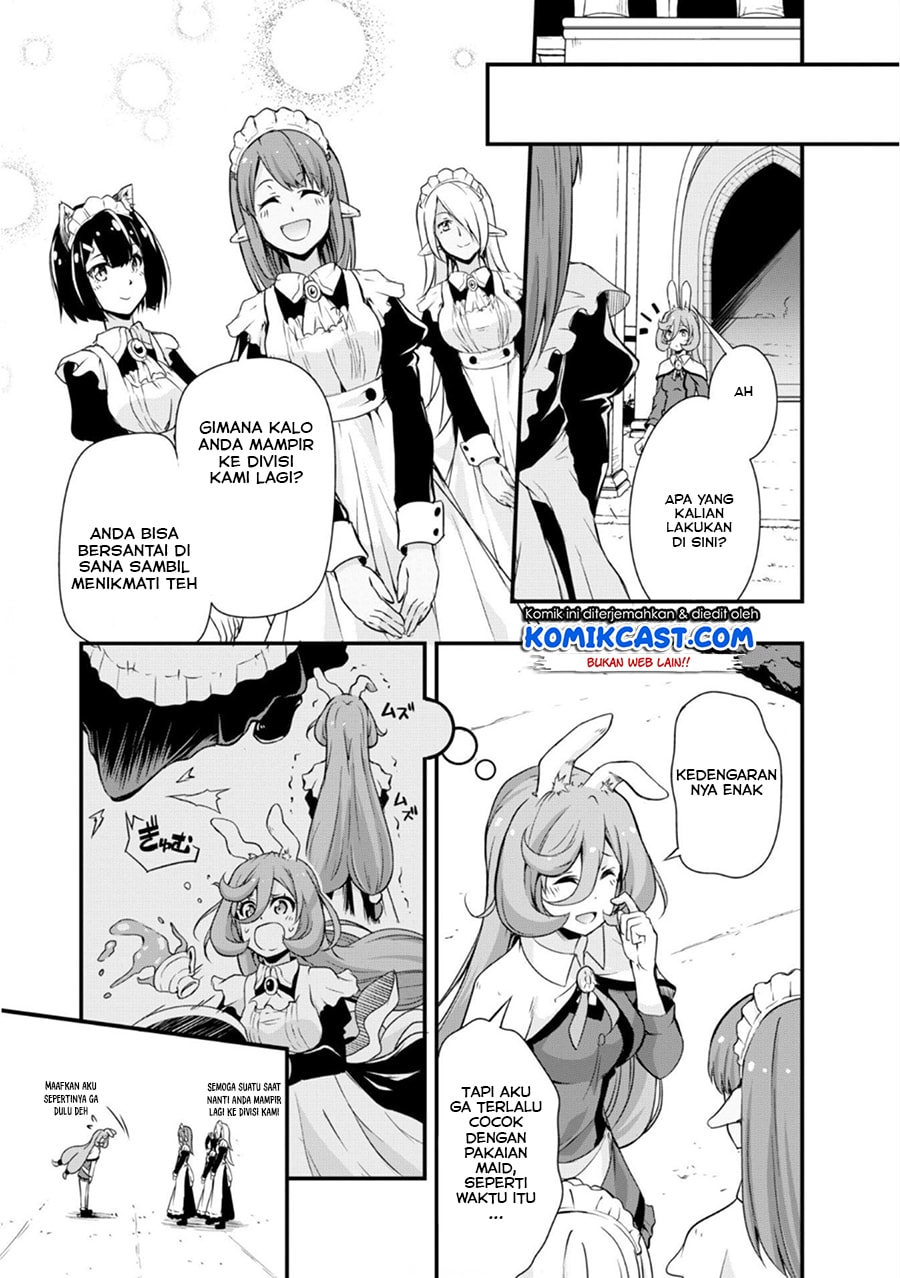 AH
APA YANG
KALIAN
LAKUKAN
DI SINI?
GIMANA KALO
ANDA MAMPIR
KE DIVISI
KAMI LAGI?
ANDA BISA
BERSANTAI DI
SANA SAMBIL
MENIKMATI TEH
Komik ini diterjemahkan & diedit oleh
KOMIKCAST.COM
BUKAN WEB LAIN!!
KEDENGARAN
NYA ENAK
TAPI AKU
GA TERLALU
COCOK
DENGAN
PAKAIAN
MAID,
SEPERTI
WAKTU ITU
...
ムズ
ムズ
ぎゅむ
SEMOGA SUATU SAAT
NANTI ANDA MAMPIR
LAGI KE DIVISI KAMI
MAAFKAN AKU
SEPERTINYA GA
DULU DEH